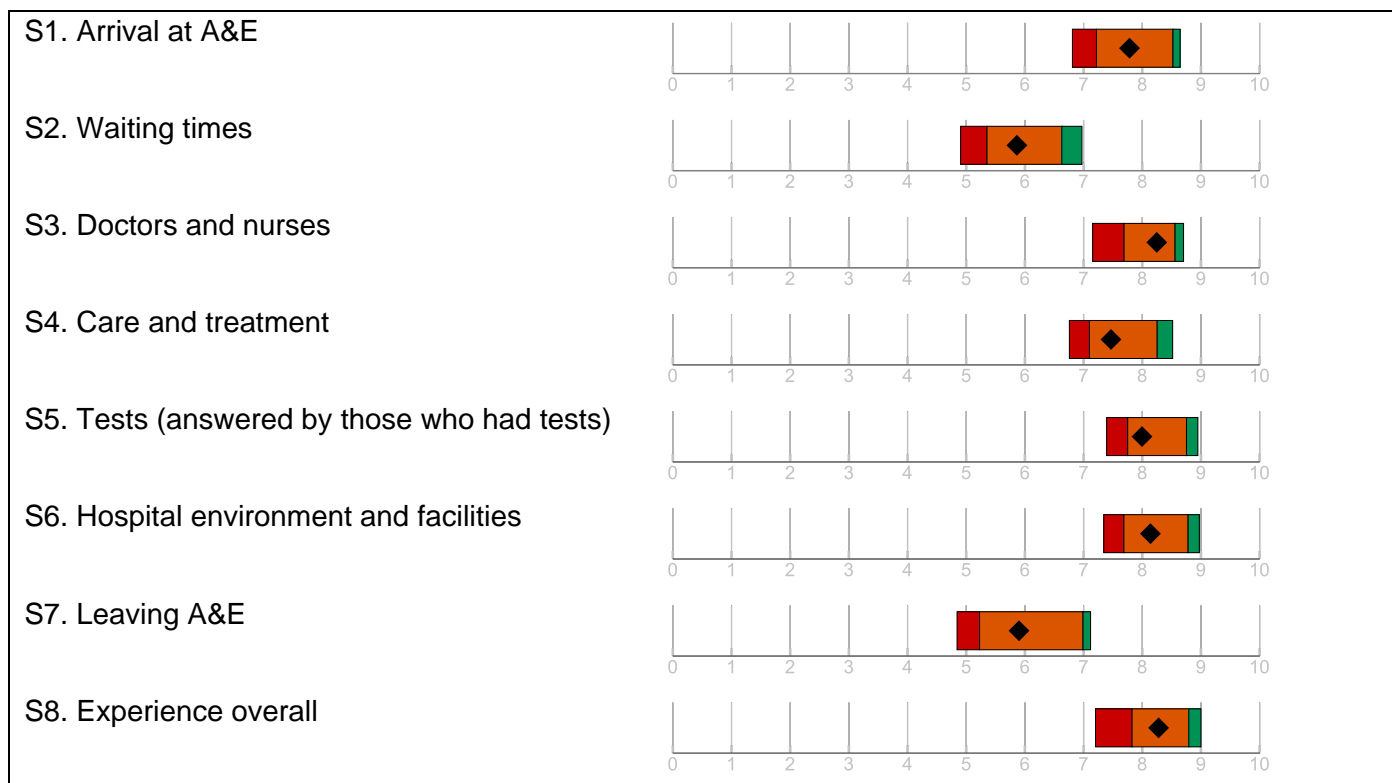 S1. Arrival at A&E
0 1 2 3 4 5 6 7 8 9 10
S2. Waiting times
0 1 2 3 4 5 6 7 8 9 10
S3. Doctors and nurses
0 1 2 3 4 5 6 7 8 9 10
S4. Care and treatment
0 1 2 3 4 5 6 7 8 9 10
S5. Tests (answered by those who had tests)
0 1 2 3 4 5 6 7 8 9 10
S6. Hospital environment and facilities
0 1 2 3 4 5 6 7 8 9 10
S7. Leaving A&E
0 1 2 3 4 5 6 7 8 9 10
S8. Experience overall
0 1 2 3 4 5 6 7 8 9 10